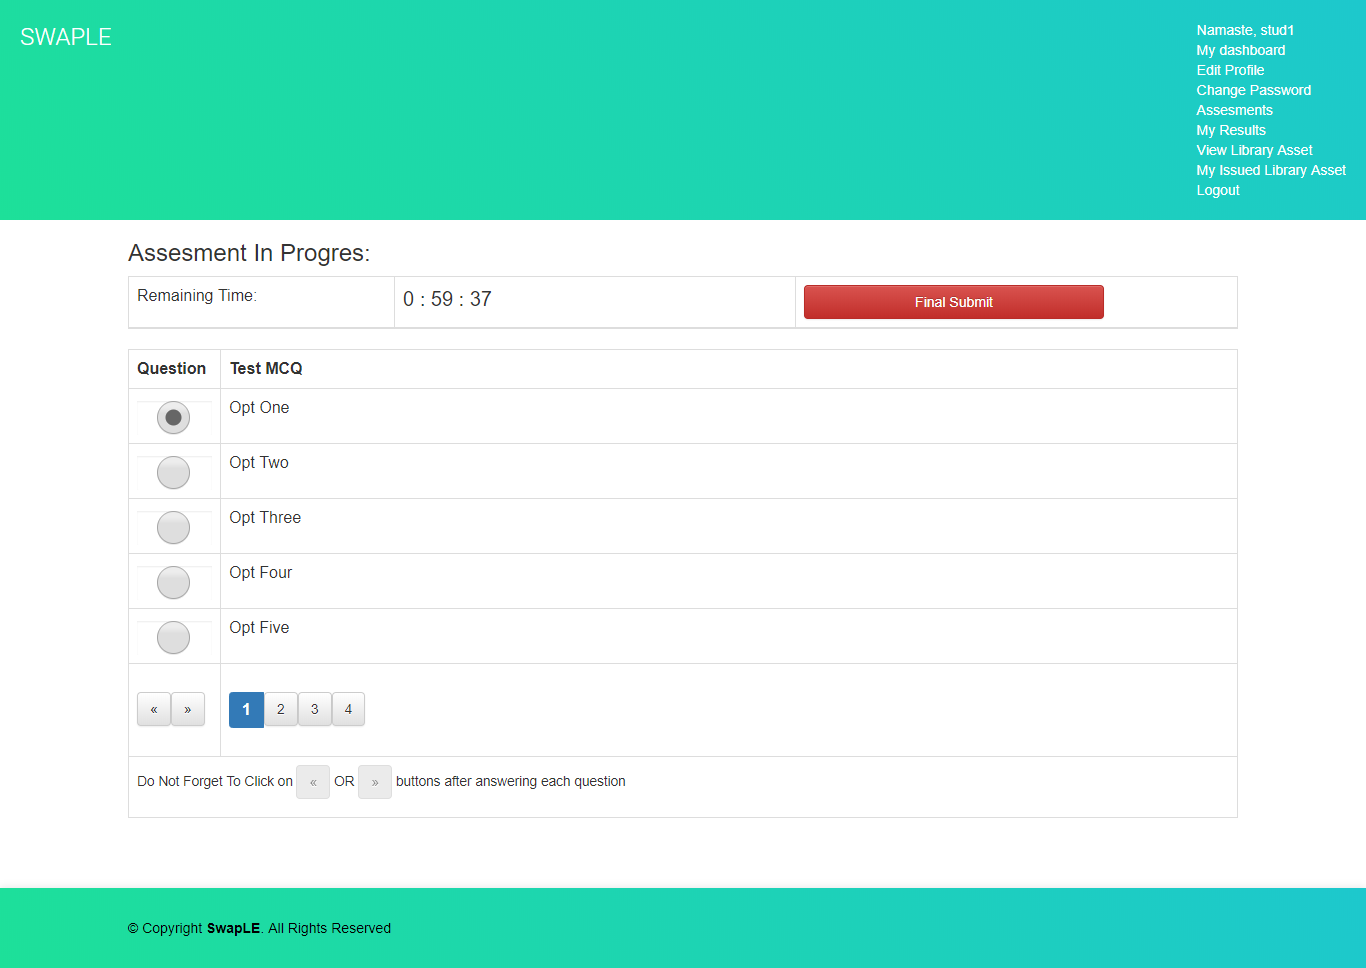 SWAPLE
Namaste, stud1
My dashboard
Edit Profile
Change Password
Assesments
My Results
View Library Asset
My Issued Library Asset
Logout
Assesment In Progres:
Remaining Time:
0 : 59 : 37
Final Submit
Question
Test MCQ
Opt One
Opt Two
Opt Three
Opt Four
Opt Five
« » 1 2 3 4
Do Not Forget To Click on « OR » buttons after answering each question
© Copyright SwapLE. All Rights Reserved